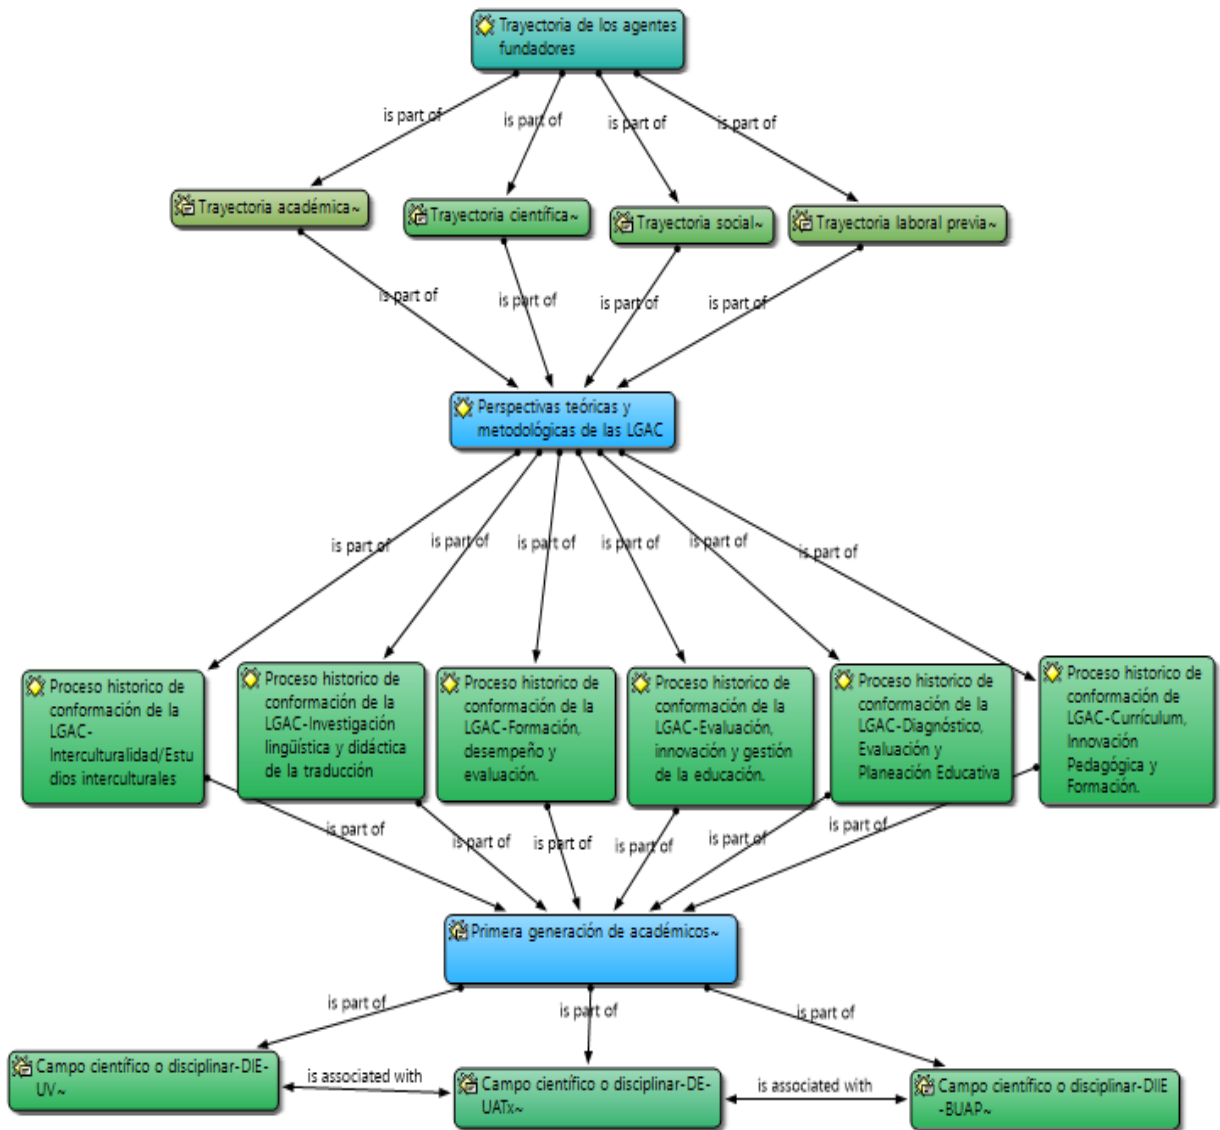 Trayectoria de los agentes
fundadores
is part of
is part of
is part of
is part of
Trayectoria académica~
Trayectoria científica~
Trayectoria social~
Trayectoria laboral previa~
is part of
is part of
is part of
is part of
Perspectivas teóricas y
metodológicas de las LGAC
is part of
is part of
is part of
is part of
is part of
is part of
Proceso historico de
conformación de la
LGAC-
Interculturalidad/Estu
dios interculturales
Proceso historico de
conformación de la
LGAC-Investigación
lingüística y didáctica
de la traducción
Proceso historico de
conformación de la
LGAC-Formación,
desempeño y
evaluación.
Proceso historico de
conformación de la
LGAC-Evaluación,
innovación y gestión
de la educación.
Proceso historico de
conformación de la
LGAC-Diagnóstico,
Evaluación y
Planeación Educativa
Proceso historico de
conformación de
LGAC-Currículum,
Innovación
Pedagógica y
Formación.
is part of
is part of
is part of
is part of
is part of
is part of
Primera generación de académicos~
is part of
is part of
is part of
Campo científico o disciplinar-DIE-
UV~
is associated with
Campo científico o disciplinar-DE-
UATx~
is associated with
Campo científico o disciplinar-DIIE
-BUAP~